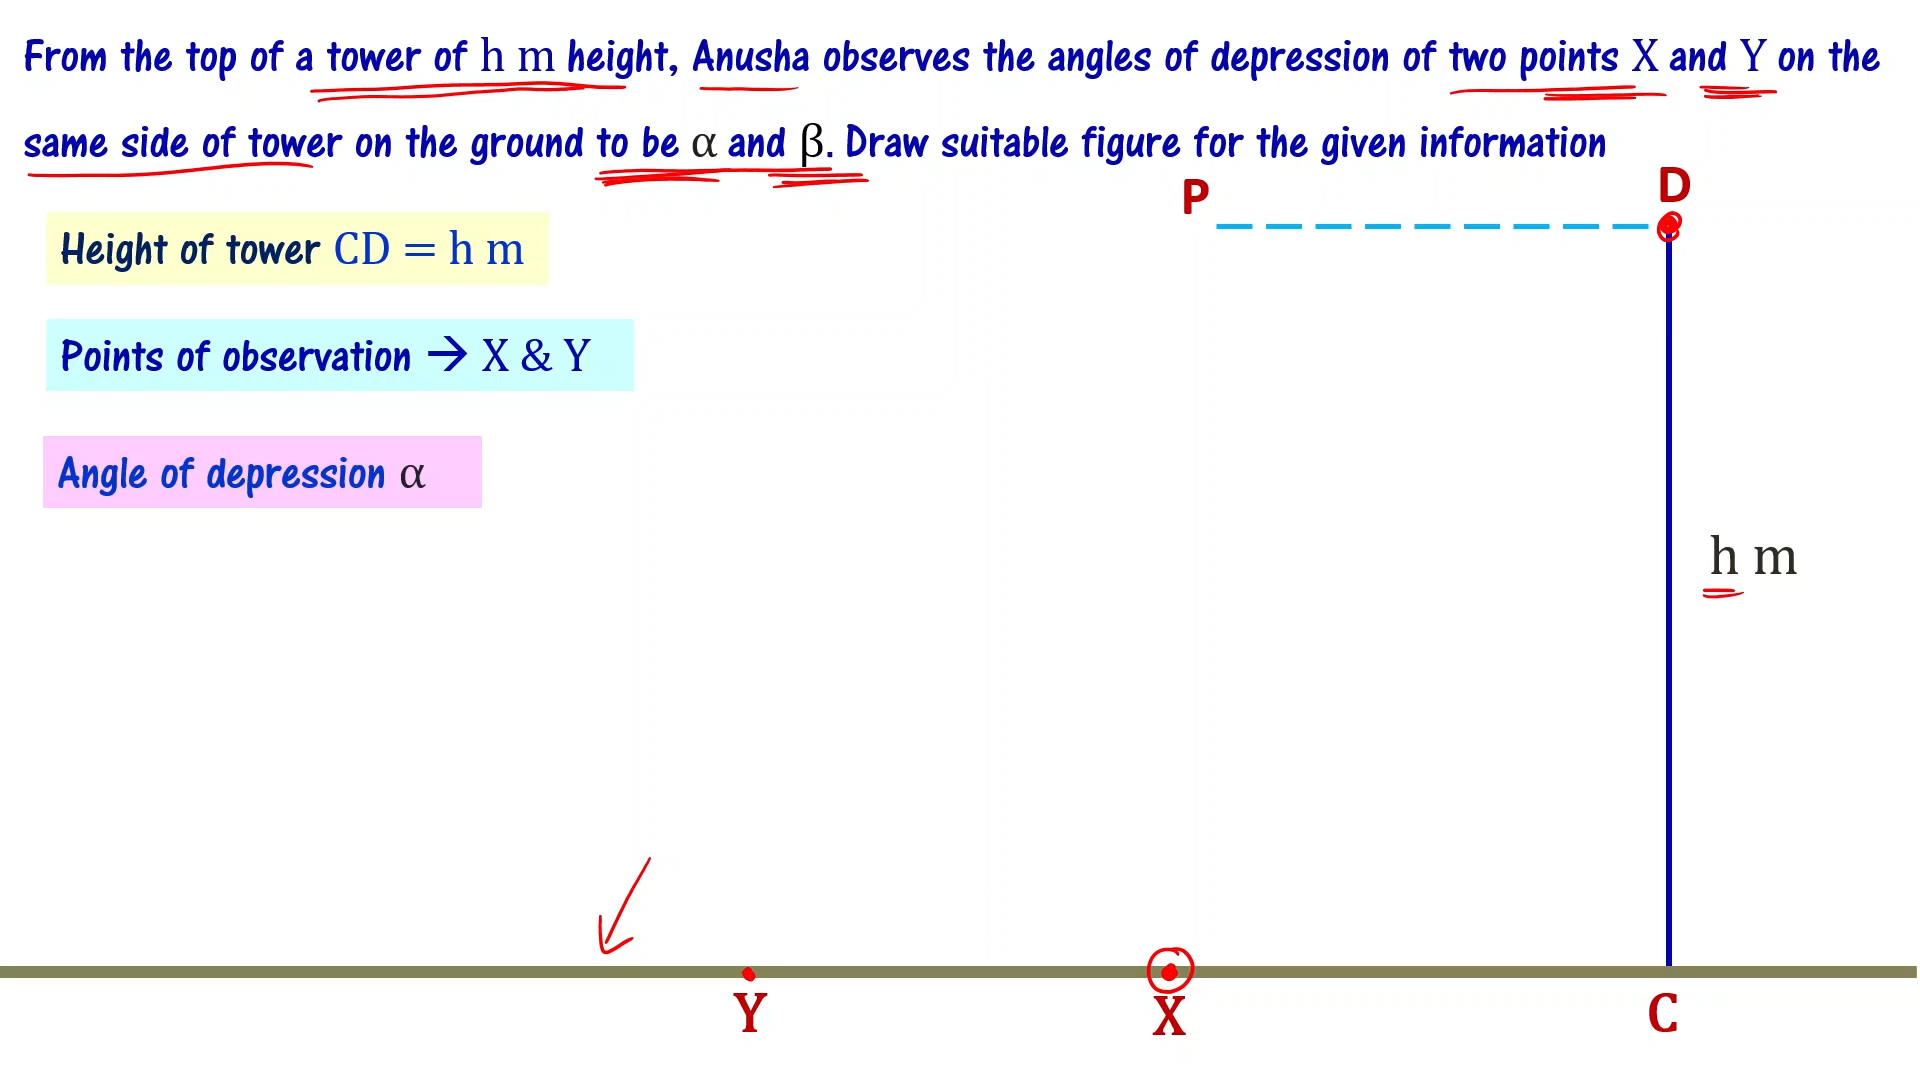 From the top of a tower of h m height, Anusha observes the angles of depression of two points X and Y on the
same side of tower on the ground to be α and β. Draw suitable figure for the given information
P
D
Height of tower CD = h m
Points of observation → X & Y
Angle of depression α
h m
Y
X
C